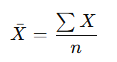 X̄ = ∑ X / n